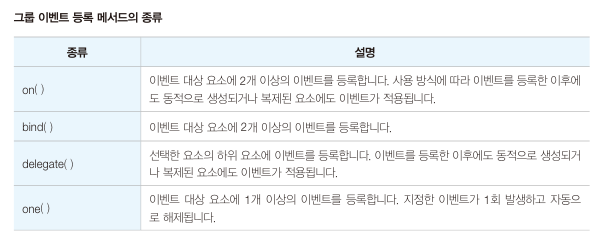 그룹 이벤트 등록 메서드의 종류
종류 설명
on( ) 이벤트 대상 요소에 2개 이상의 이벤트를 등록합니다. 사용 방식에 따라 이벤트를 등록한 이후에
도 동적으로 생성되거나 복제된 요소에도 이벤트가 적용됩니다.
bind( ) 이벤트 대상 요소에 2개 이상의 이벤트를 등록합니다.
delegate( ) 선택한 요소의 하위 요소에 이벤트를 등록합니다. 이벤트를 등록한 이후에도 동적으로 생성되거
나 복제된 요소에도 이벤트가 적용됩니다.
one( ) 이벤트 대상 요소에 1개 이상의 이벤트를 등록합니다. 지정한 이벤트가 1회 발생하고 자동으
로 해제됩니다.